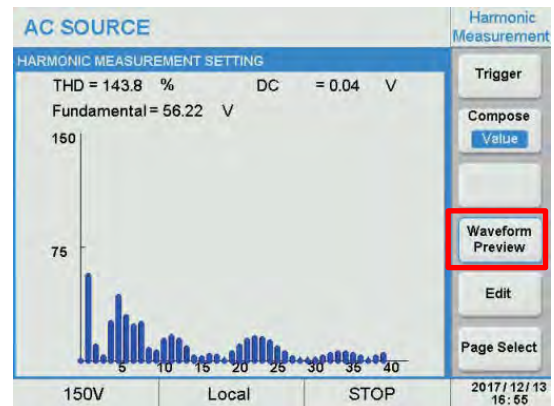 AC SOURCE
Harmonic
Measurement
HARMONIC MEASUREMENT SETTING
THD = 143.8 % DC = 0.04 V
Fundamental = 56.22 V
150
75
5 10 15 20 25 30 35 40
Trigger
Compose
Value
Waveform
Preview
Edit
Page Select
150V Local STOP
2017/12/13
16:55